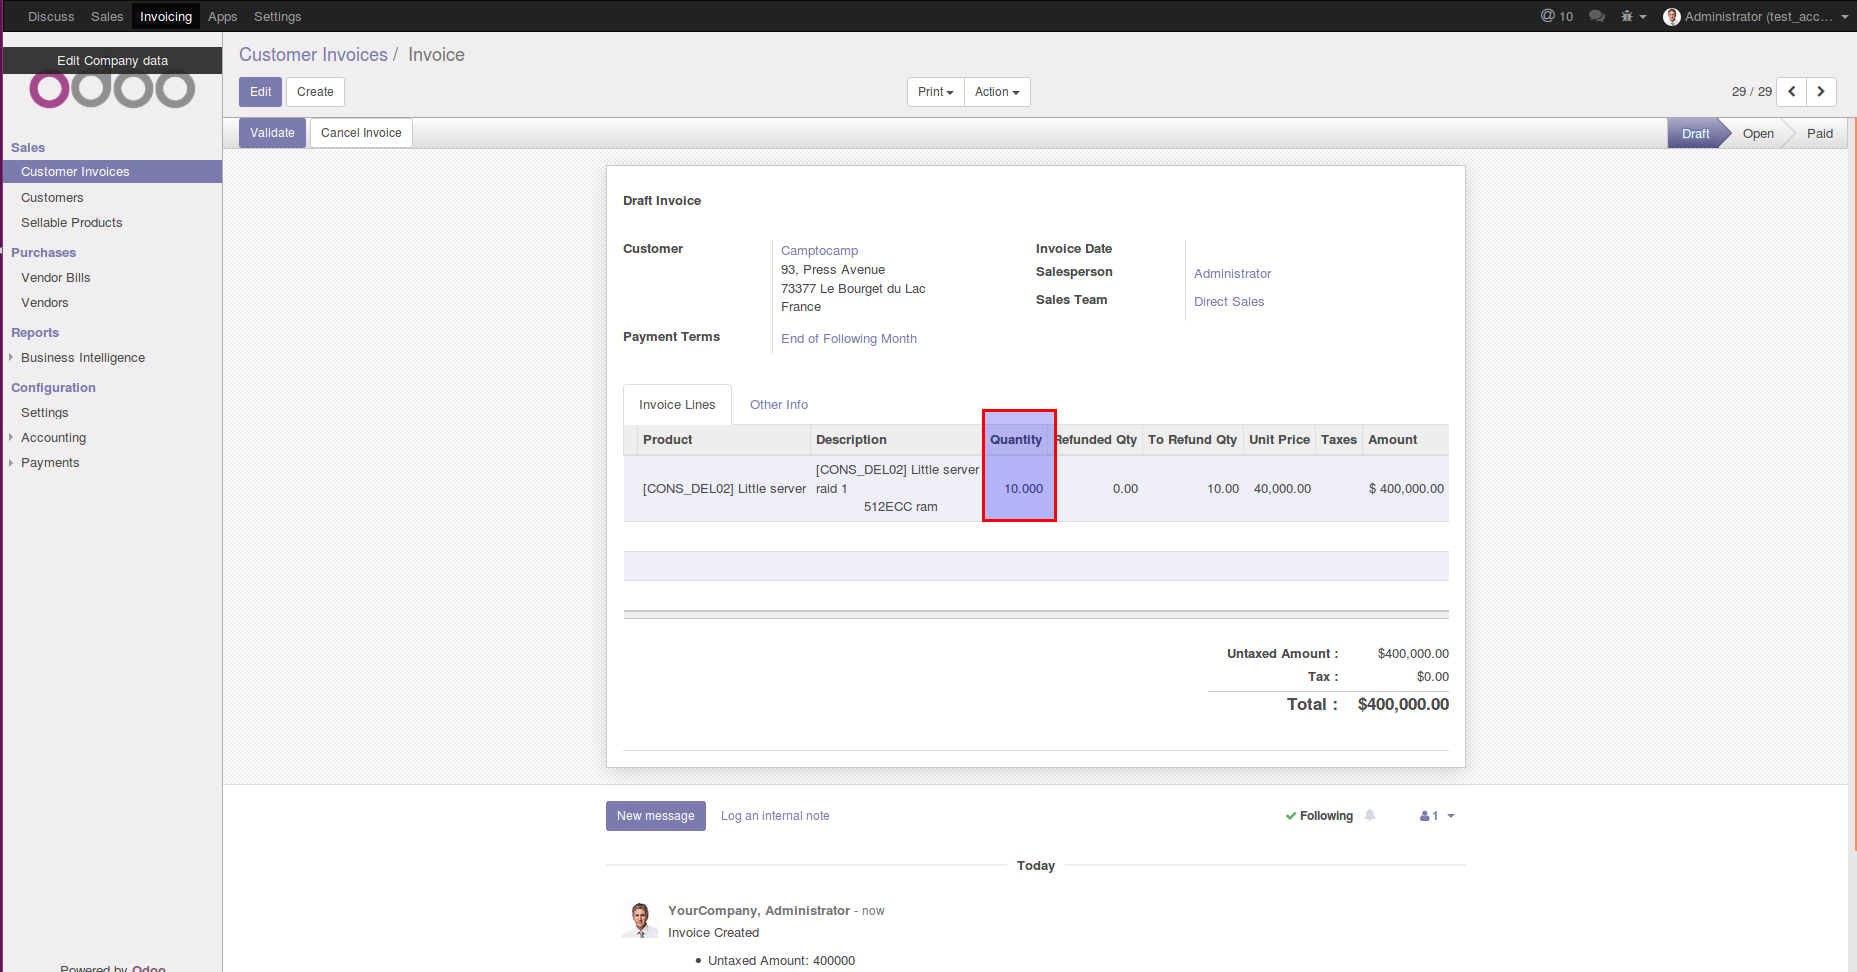 Discuss Sales Invoicing Apps Settings
@ 10 Administrator (test_acc...
Edit Company data
odoo
Customer Invoices / Invoice
Edit Create
Print Action
29 / 29
Validate Cancel Invoice
Draft Open Paid
Sales
Customer Invoices
Customers
Sellable Products
Purchases
Vendor Bills
Vendors
Reports
Business Intelligence
Configuration
Settings
Accounting
Payments
Powered by Odoo
Draft Invoice
Customer
Camptocamp
93, Press Avenue
73377 Le Bourget du Lac
France
Payment Terms End of Following Month
Invoice Date
Salesperson Administrator
Sales Team Direct Sales
Invoice Lines Other Info
Product Description Quantity Refunded Qty To Refund Qty Unit Price Taxes Amount
[CONS_DEL02] Little server
[CONS_DEL02] Little server
raid 1
512ECC ram
10.000 0.00 10.00 40,000.00 $ 400,000.00
Untaxed Amount : $400,000.00
Tax : $0.00
Total : $400,000.00
New message Log an internal note
Following 1
Today
YourCompany, Administrator - now
Invoice Created
• Untaxed Amount: 400000